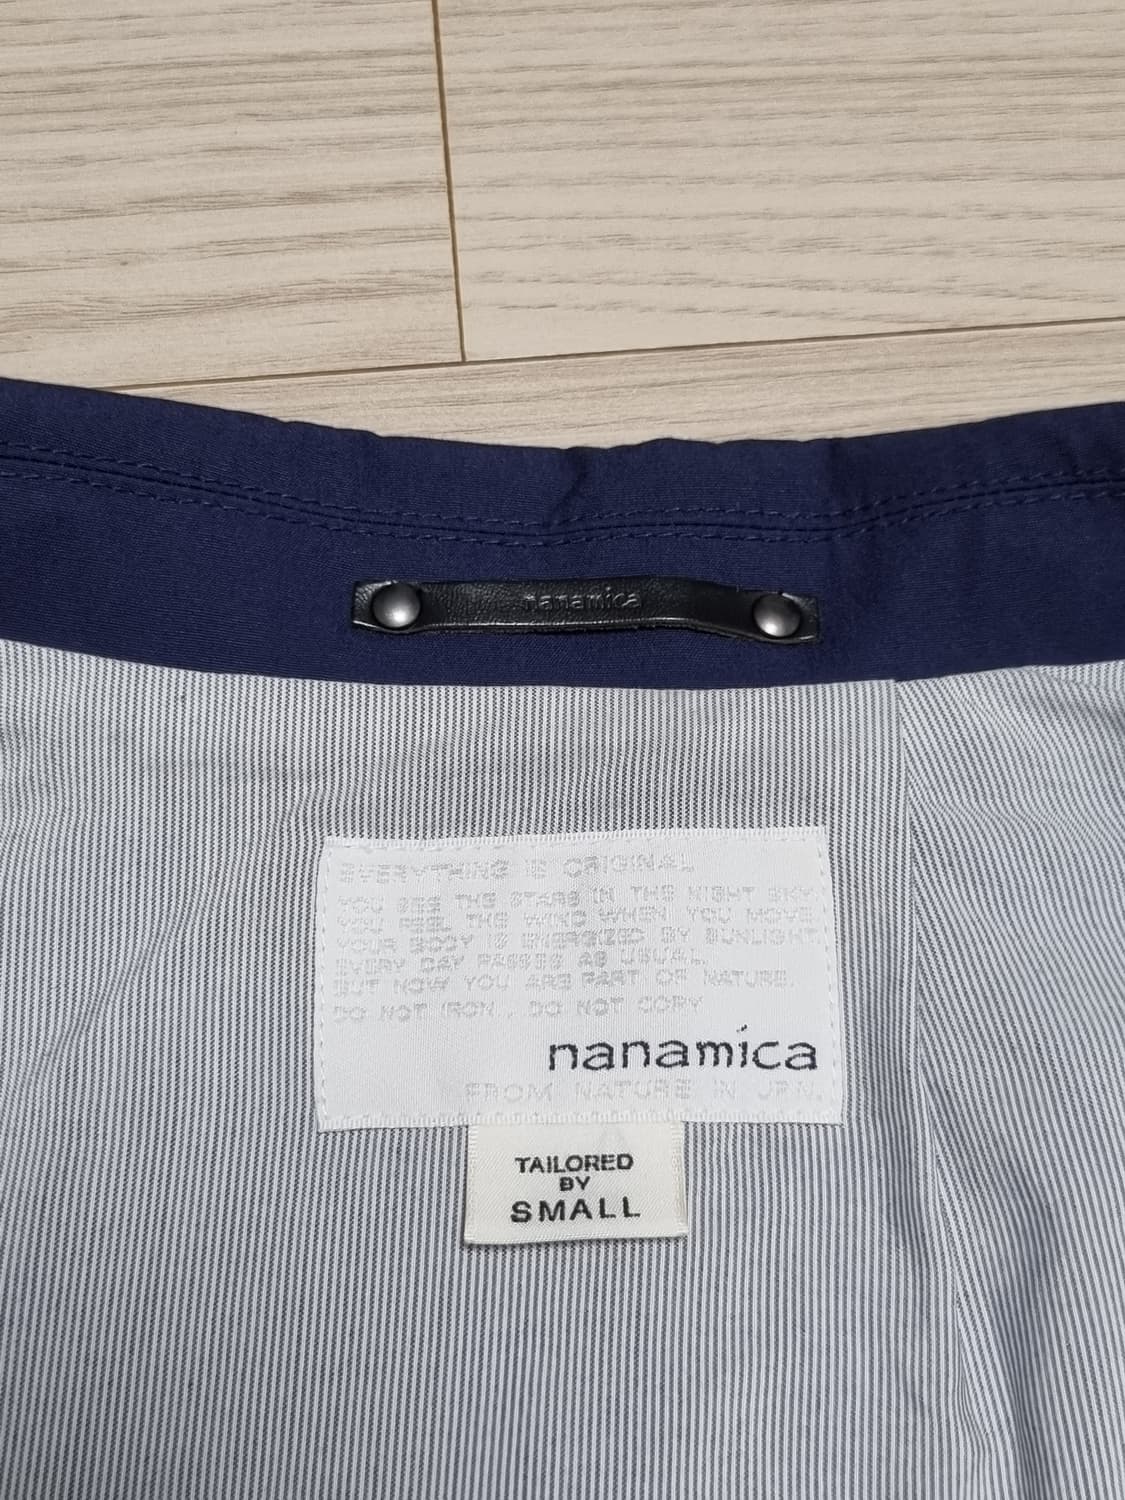 nanamica
EVERYTHING IS ORIGINAL
YOU SEE THE STARS IN THE NIGHT SKY
YOU FEEL THE WIND WHEN YOU MOVE
YOUR BODY IS ENERGIZED BY SUNLIGHT.
EVERY DAY PASSES AS USUAL.
BUT NOW YOU ARE PART OF NATURE.
DO NOT IRON . DO NOT COPY
nanamica
FROM NATURE IN JPN.
TAILORED
BY
SMALL